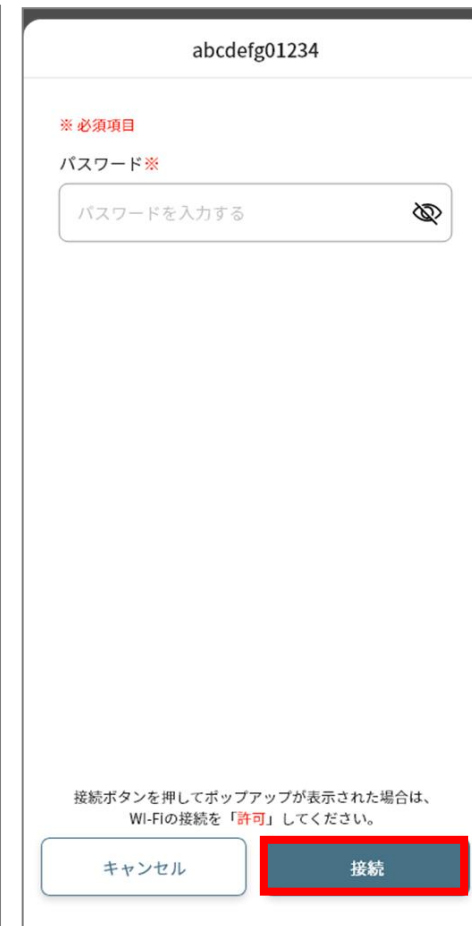 abcdefg01234
※ 必須項目
パスワード※
パスワードを入力する
接続ボタンを押してポップアップが表示された場合は、
WI-FIの接続を「許可」してください。
キャンセル
接続